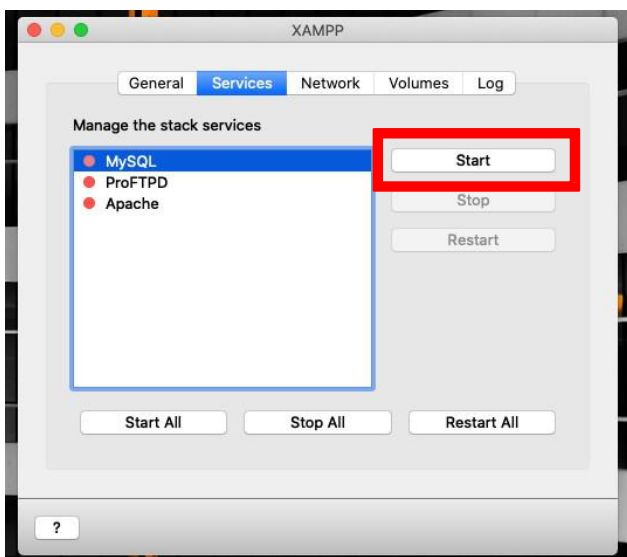 XAMPP
General Services Network Volumes Log
Manage the stack services
MySQL
ProFTPD
Apache
Start
Stop
Restart
Start All Stop All Restart All
?